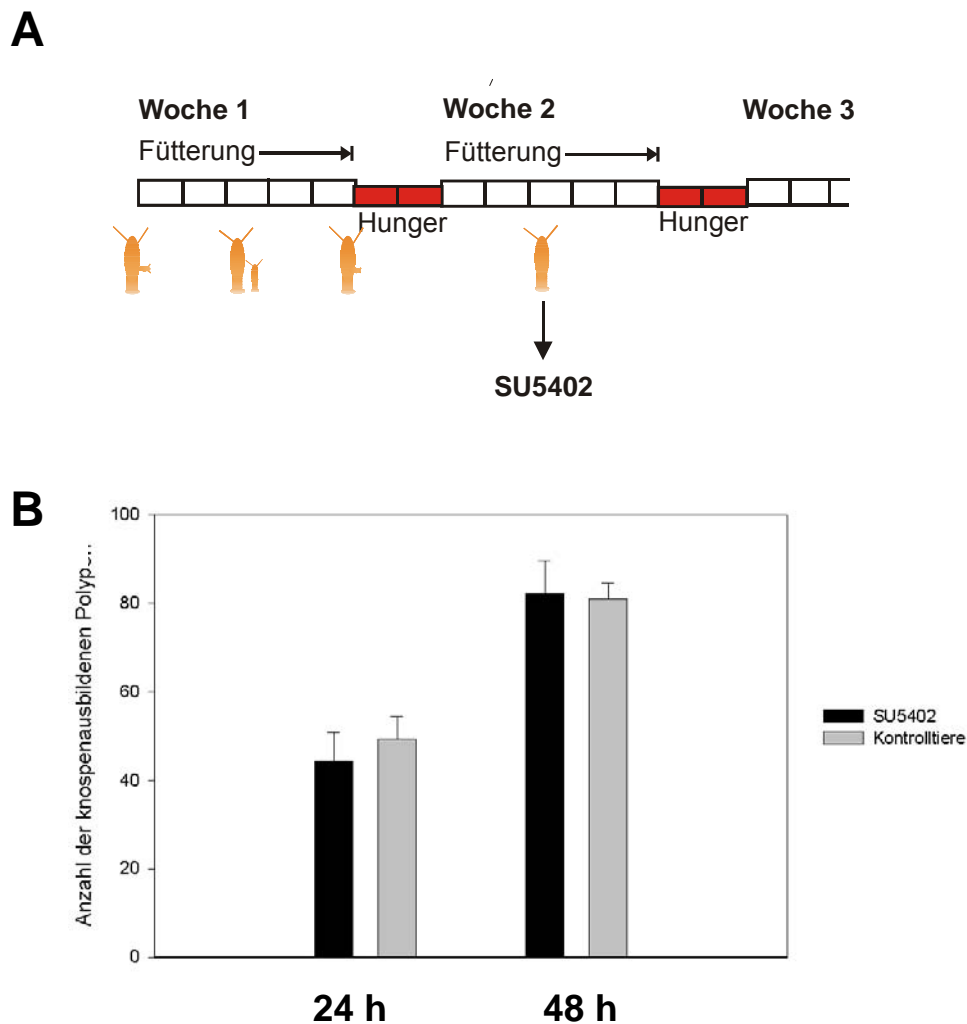 A
Woche 1 Woche 2 Woche 3
Fütterung Fütterung
Hunger Hunger
SU5402
B
Anzahl der knospenausbildenen
100
80
60
40
20
0
SU5402
Kontrolltiere
24 h 48 h